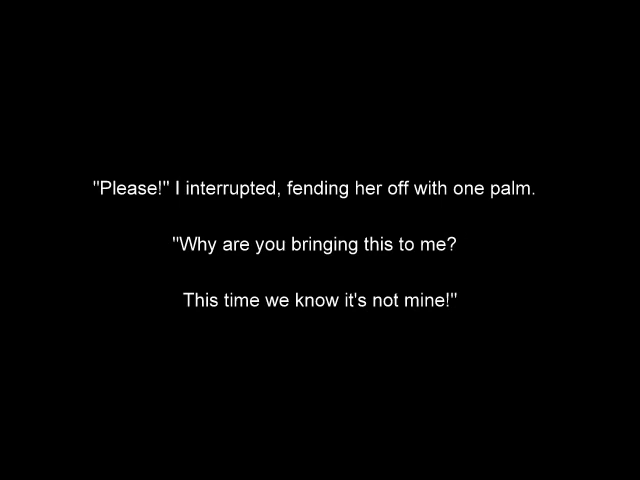 "Please!" I interrupted, fending her off with one palm.
"Why are you bringing this to me?
This time we know it's not mine!"